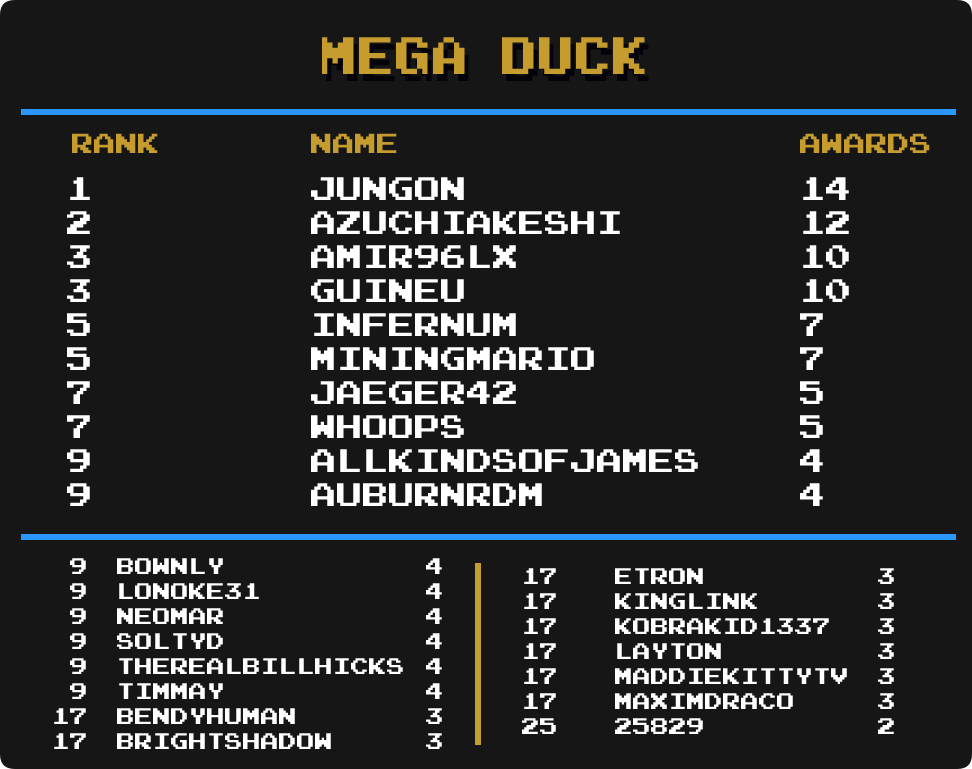 MEGA DUCK
RANK NAME AWARDS
1 JUNGON 14
2 AZUCHIAKESHI 12
3 AMIR96LX 10
3 GUINEU 10
5 INFERNUM 7
5 MININGMARIO 7
7 JAEGER42 5
7 WHOOPS 5
9 ALLKINDSOFJAMES 4
9 AUBURNRDM 4
9 BOWNLY 4
9 LONOKE31 4
9 NEOMAR 4
9 SOLTYD 4
9 THEREALBILLHICKS 4
9 TIMMAY 4
17 BENDYHUMAN 3
17 BRIGHTSHADOW 3
17 ETRON 3
17 KINGLINK 3
17 KOBRAKID1337 3
17 LAYTON 3
17 MADDIEKITTYTV 3
17 MAXIMDRACO 3
25 25829 2